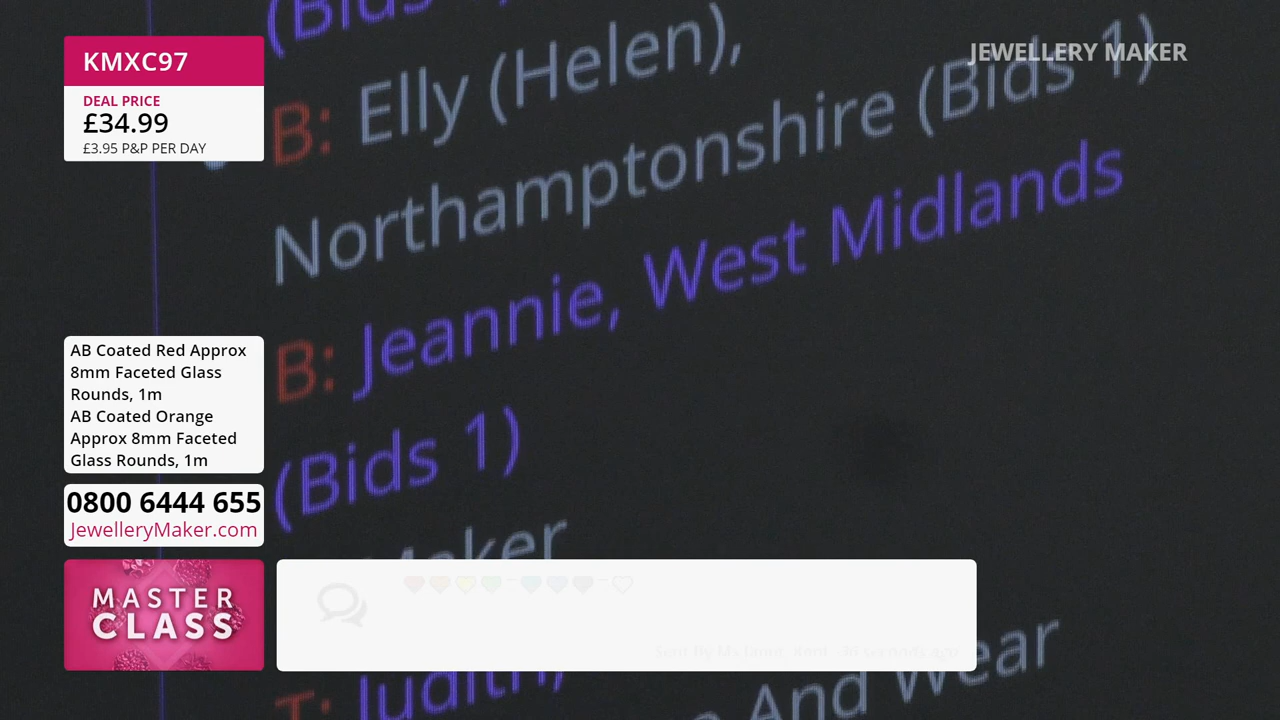 KMXC97
DEAL PRICE
£34.99
£3.95 P&P PER DAY
JEWELLERY MAKER
(Bids
B: Elly (Helen),
Northamptonshire (Bids 1)
B: Jeannie, West Midlands
(Bids 1)
Maker
T: Judith,
And Wear
AB Coated Red Approx
8mm Faceted Glass
Rounds, 1m
AB Coated Orange
Approx 8mm Faceted
Glass Rounds, 1m
0800 6444 655
JewelleryMaker.com
MASTER
CLASS